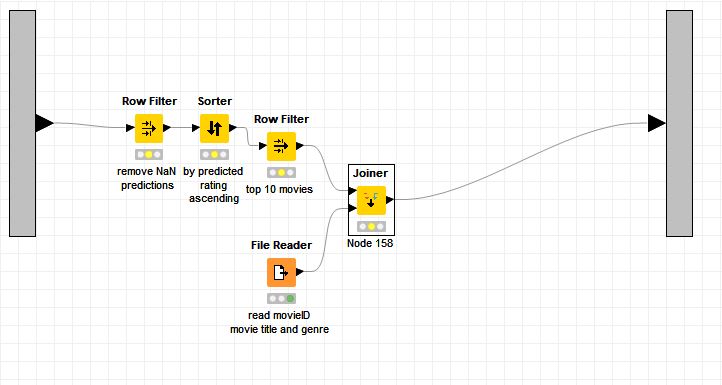 Row Filter
remove NaN
predictions
Sorter
by predicted
rating
ascending
Row Filter
top 10 movies
Joiner
Node 158
File Reader
read movieID
movie title and genre